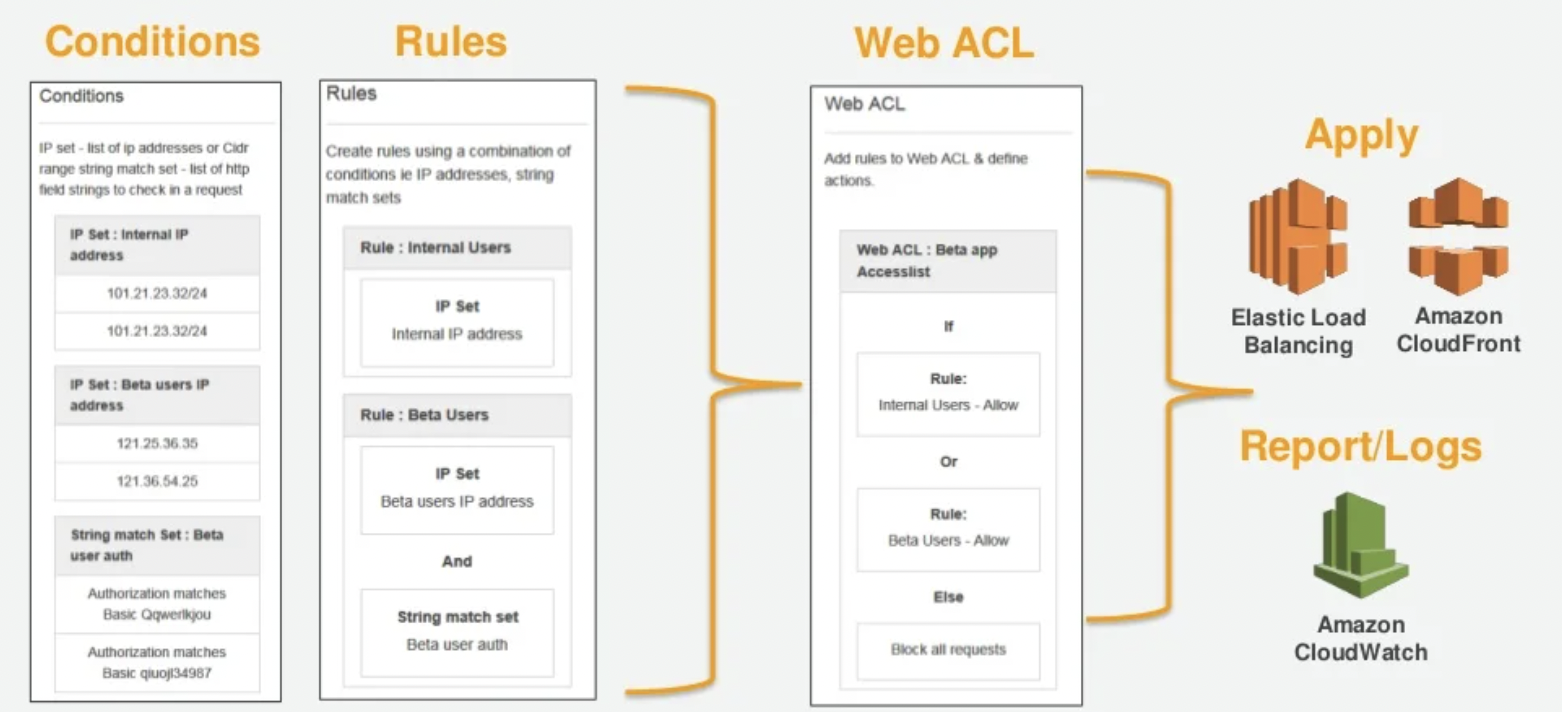 Conditions
Conditions
IP set - list of ip addresses or Cidr
range string match set - list of http
field strings to check in a request
IP Set : Internal IP
address
101.21.23.32/24
101.21.23.32/24
IP Set : Beta users IP
address
121.25.36.35
121.36.54.25
String match Set : Beta
user auth
Authorization matches
Basic Qqwerlkjou
Authorization matches
Basic qiuojl34987
Rules
Rules
Create rules using a combination of
conditions ie IP addresses, string
match sets
Rule : Internal Users
IP Set
Internal IP address
Rule : Beta Users
IP Set
Beta users IP address
And
String match set
Beta user auth
Web ACL
Web ACL
Add rules to Web ACL & define
actions.
Web ACL : Beta app
Accesslist
If
Rule:
Internal Users - Allow
Or
Rule:
Beta Users - Allow
Else
Block all requests
Apply
Elastic Load
Balancing
Amazon
CloudFront
Report/Logs
Amazon
CloudWatch